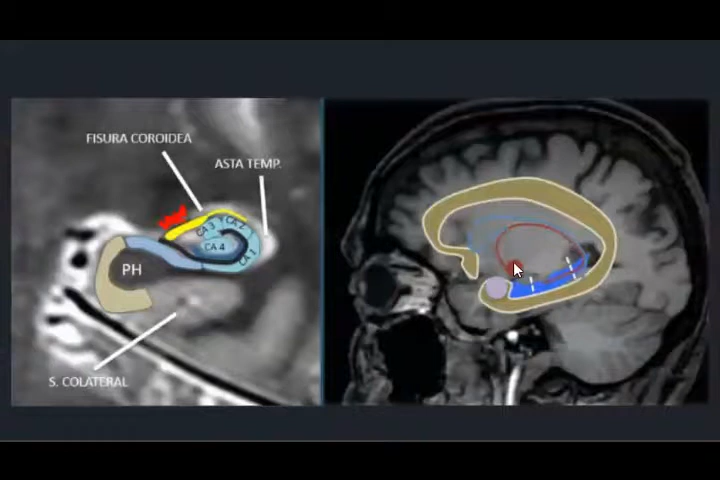 FISURA COROIDEA
ASTA TEMP.
CA 3
CA 2
CA 4
CA 1
PH
S. COLATERAL